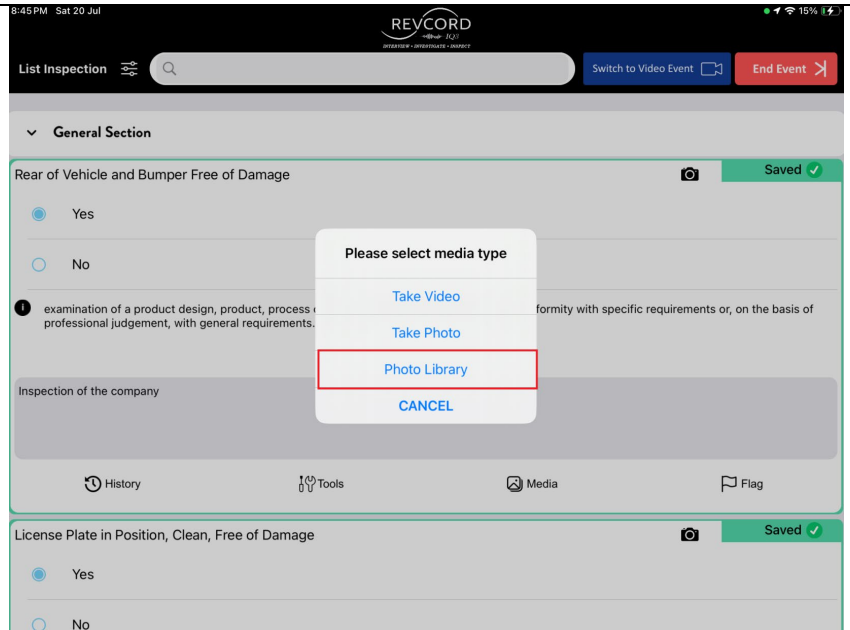 8:45 PM Sat 20 Jul
15%
REVCORD
INTERVIEW • INVESTIGATE • INSPECT
List Inspection
Switch to Video Event
End Event
General Section
Rear of Vehicle and Bumper Free of Damage
Saved
Yes
No
Please select media type
Take Video
Take Photo
Photo Library
CANCEL
examination of a product design, product, process
formity with specific requirements or, on the basis of
professional judgement, with general requirements.
Inspection of the company
History
Tools
Media
Flag
License Plate in Position, Clean, Free of Damage
Saved
Yes
No